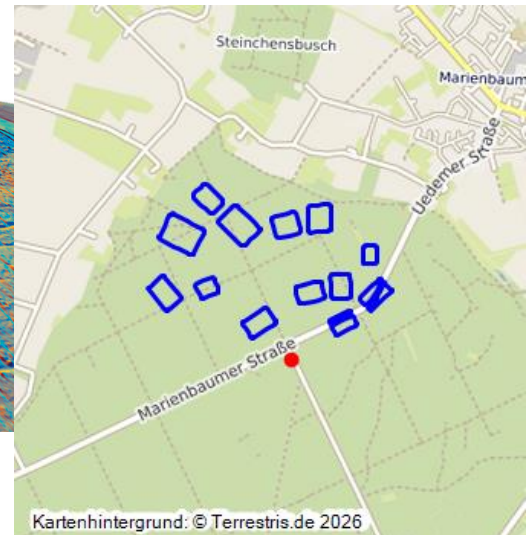 Steinchensbusch
Marienbaum
Uedemer Straße
Marienbaumer Straße
Kartenhintergrund: © Terrestris.de 2026